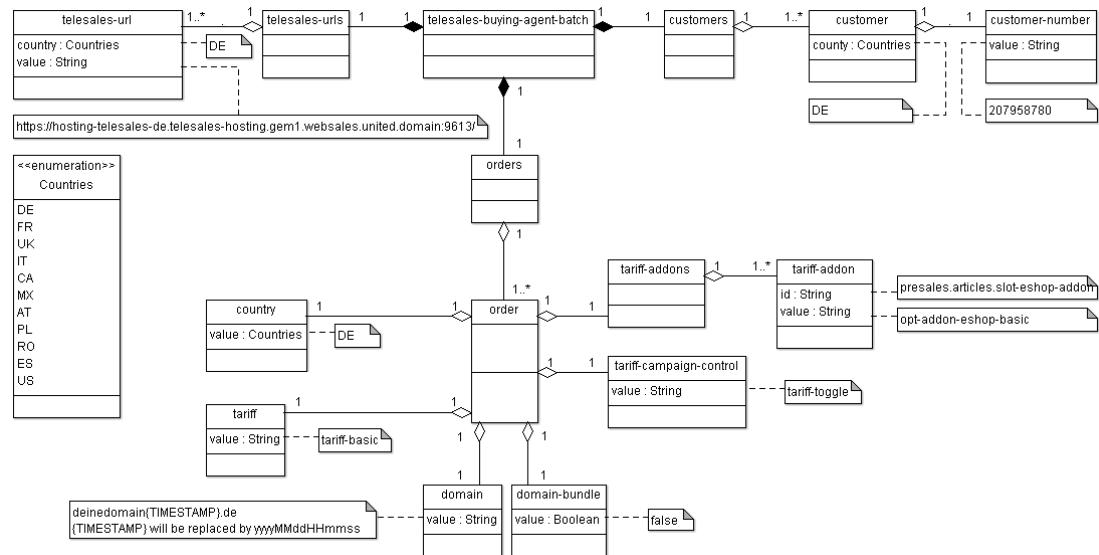 telesales-url
1..*
1
telesales-urls
1
1
telesales-buying-agent-batch
1
1
customers
1
1..*
customer
1
1
customer-number
country : Countries
value : String
DE
county : Countries
value : String
1
DE
207958780
https://hosting-telesales-de.telesales-hosting.gem1.websales.united.domain:9613/
1
orders
<<enumeration>>
Countries
DE
FR
UK
IT
CA
MX
AT
PL
RO
ES
US
1
1..*
tariff-addons
1
1..*
tariff-addon
id : String
value : String
presales.articles.slot-eshop-addon
opt-addon-eshop-basic
country
1
1
order
1
1
value : Countries
DE
1
1
tariff-campaign-control
value : String
tariff-toggle
tariff
1
1
value : String
tariff-basic
1
1
1
1
domain
domain-bundle
value : String
value : Boolean
false
deinedomain{TIMESTAMP}.de
{TIMESTAMP} will be replaced by yyyyMMddHHmmss